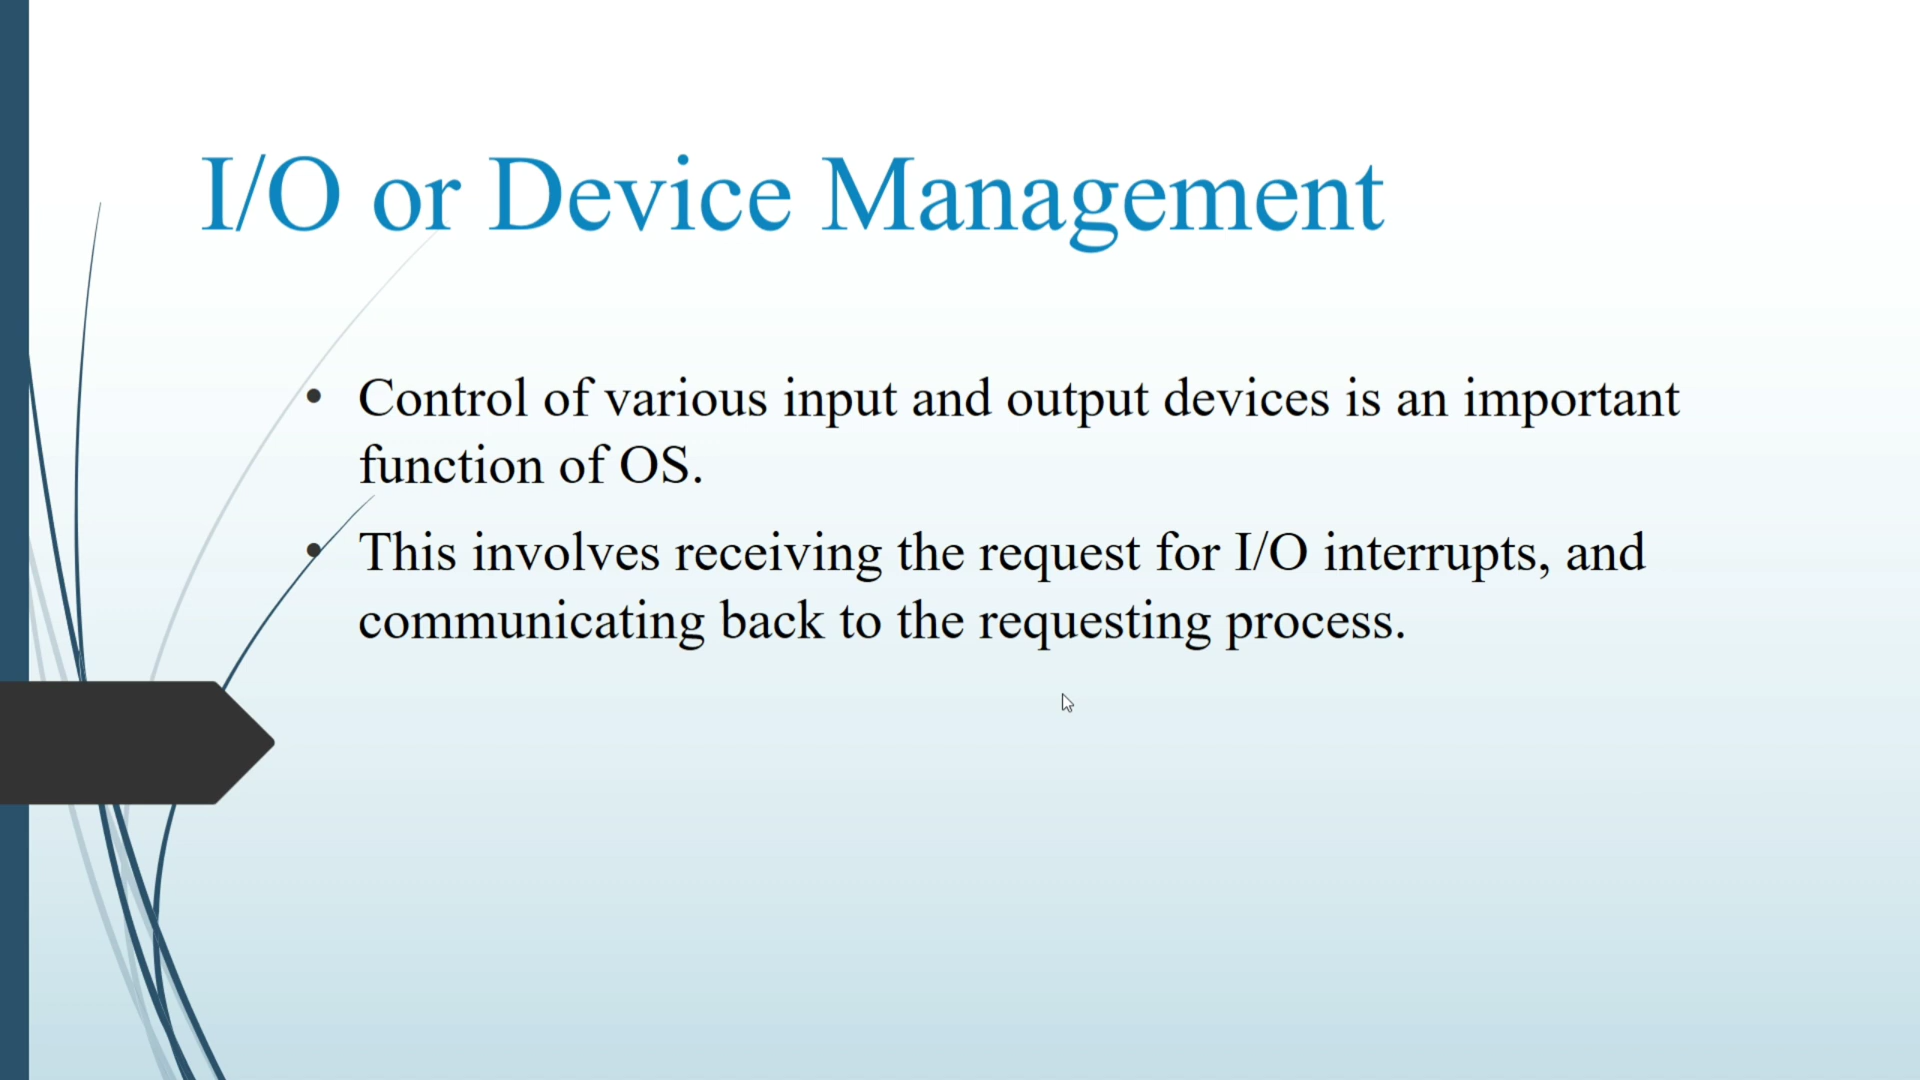 I/O or Device Management
• Control of various input and output devices is an important
function of OS.
• This involves receiving the request for I/O interrupts, and
communicating back to the requesting process.